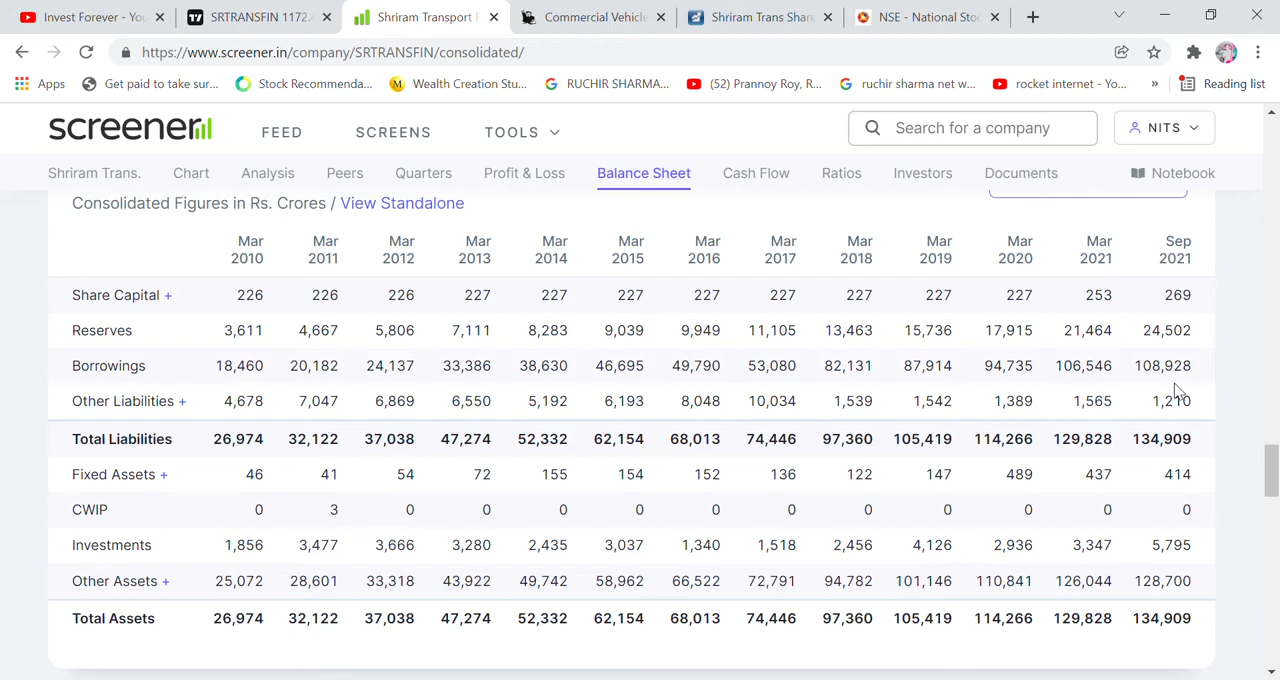 Invest Forever - You
SRTRANSFIN 1172.
Shriram Transport F
Commercial Vehicle
Shriram Trans Shar
NSE - National Sto
https://www.screener.in/company/SRTRANSFIN/consolidated/
Apps Get paid to take sur... Stock Recommenda... Wealth Creation Stu... RUCHIR SHARMA... (52) Prannoy Roy, R... ruchir sharma net w... rocket internet - Yo... » Reading list
screener FEED SCREENS TOOLS Search for a company NITS
Shriram Trans. Chart Analysis Peers Quarters Profit & Loss Balance Sheet Cash Flow Ratios Investors Documents Notebook
Consolidated Figures in Rs. Crores / View Standalone
Mar Mar Mar Mar Mar Mar Mar Mar Mar Mar Mar Mar Sep
2010 2011 2012 2013 2014 2015 2016 2017 2018 2019 2020 2021 2021
Share Capital + 226 226 226 227 227 227 227 227 227 227 227 253 269
Reserves 3,611 4,667 5,806 7,111 8,283 9,039 9,949 11,105 13,463 15,736 17,915 21,464 24,502
Borrowings 18,460 20,182 24,137 33,386 38,630 46,695 49,790 53,080 82,131 87,914 94,735 106,546 108,928
Other Liabilities + 4,678 7,047 6,869 6,550 5,192 6,193 8,048 10,034 1,539 1,542 1,389 1,565 1,210
Total Liabilities 26,974 32,122 37,038 47,274 52,332 62,154 68,013 74,446 97,360 105,419 114,266 129,828 134,909
Fixed Assets + 46 41 54 72 155 154 152 136 122 147 489 437 414
CWIP 0 3 0 0 0 0 0 0 0 0 0 0 0
Investments 1,856 3,477 3,666 3,280 2,435 3,037 1,340 1,518 2,456 4,126 2,936 3,347 5,795
Other Assets + 25,072 28,601 33,318 43,922 49,742 58,962 66,522 72,791 94,782 101,146 110,841 126,044 128,700
Total Assets 26,974 32,122 37,038 47,274 52,332 62,154 68,013 74,446 97,360 105,419 114,266 129,828 134,909